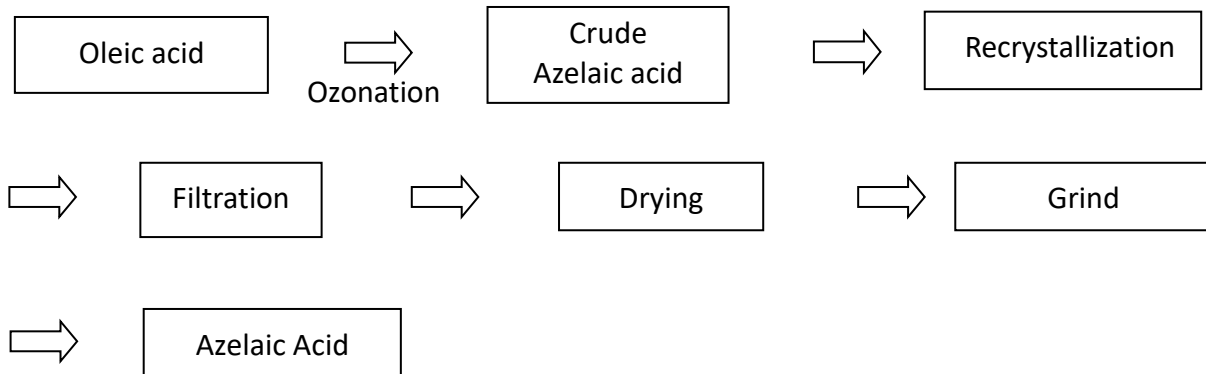 Oleic acid
Ozonation
Crude
Azelaic acid
Recrystallization
Filtration
Drying
Grind
Azelaic Acid